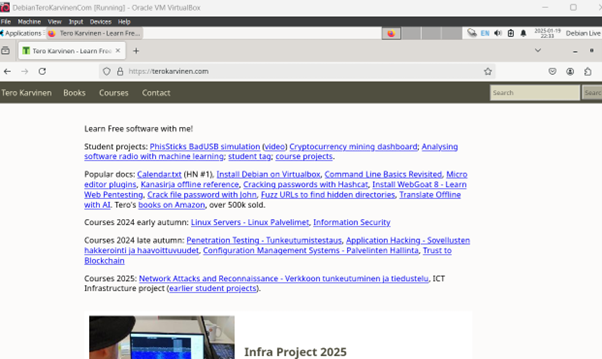 DebianTeroKarvinenCom [Running] - Oracle VM VirtualBox
File Machine View Input Devices Help
Applications Tero Karvinen - Learn Fre... EN 2025-01-19 22:33 Debian Live
Tero Karvinen - Learn Free
https://terokarvinen.com
Tero Karvinen Books Courses Contact Search Search
Learn Free software with me!
Student projects: PhisSticks BadUSB simulation (video) Cryptocurrency mining dashboard; Analysing
software radio with machine learning; student tag; course projects.
Popular docs: Calendar.txt (HN #1), Install Debian on Virtualbox, Command Line Basics Revisited, Micro
editor plugins, Kanasirja offline reference, Cracking passwords with Hashcat, Install WebGoat 8 - Learn
Web Pentesting, Crack file password with John, Fuzz URLs to find hidden directories, Translate Offline
with AI. Tero's books on Amazon, over 500k sold.
Courses 2024 early autumn: Linux Servers - Linux Palvelimet, Information Security
Courses 2024 late autumn: Penetration Testing - Tunkeutumistestaus, Application Hacking - Sovellusten
hakkerointi ja haavoittuvuudet, Configuration Management Systems - Palvelinten Hallinta, Trust to
Blockchain
Courses 2025: Network Attacks and Reconnaissance - Verkkoon tunkeutuminen ja tiedustelu, ICT
Infrastructure project (earlier student projects).
Infra Project 2025